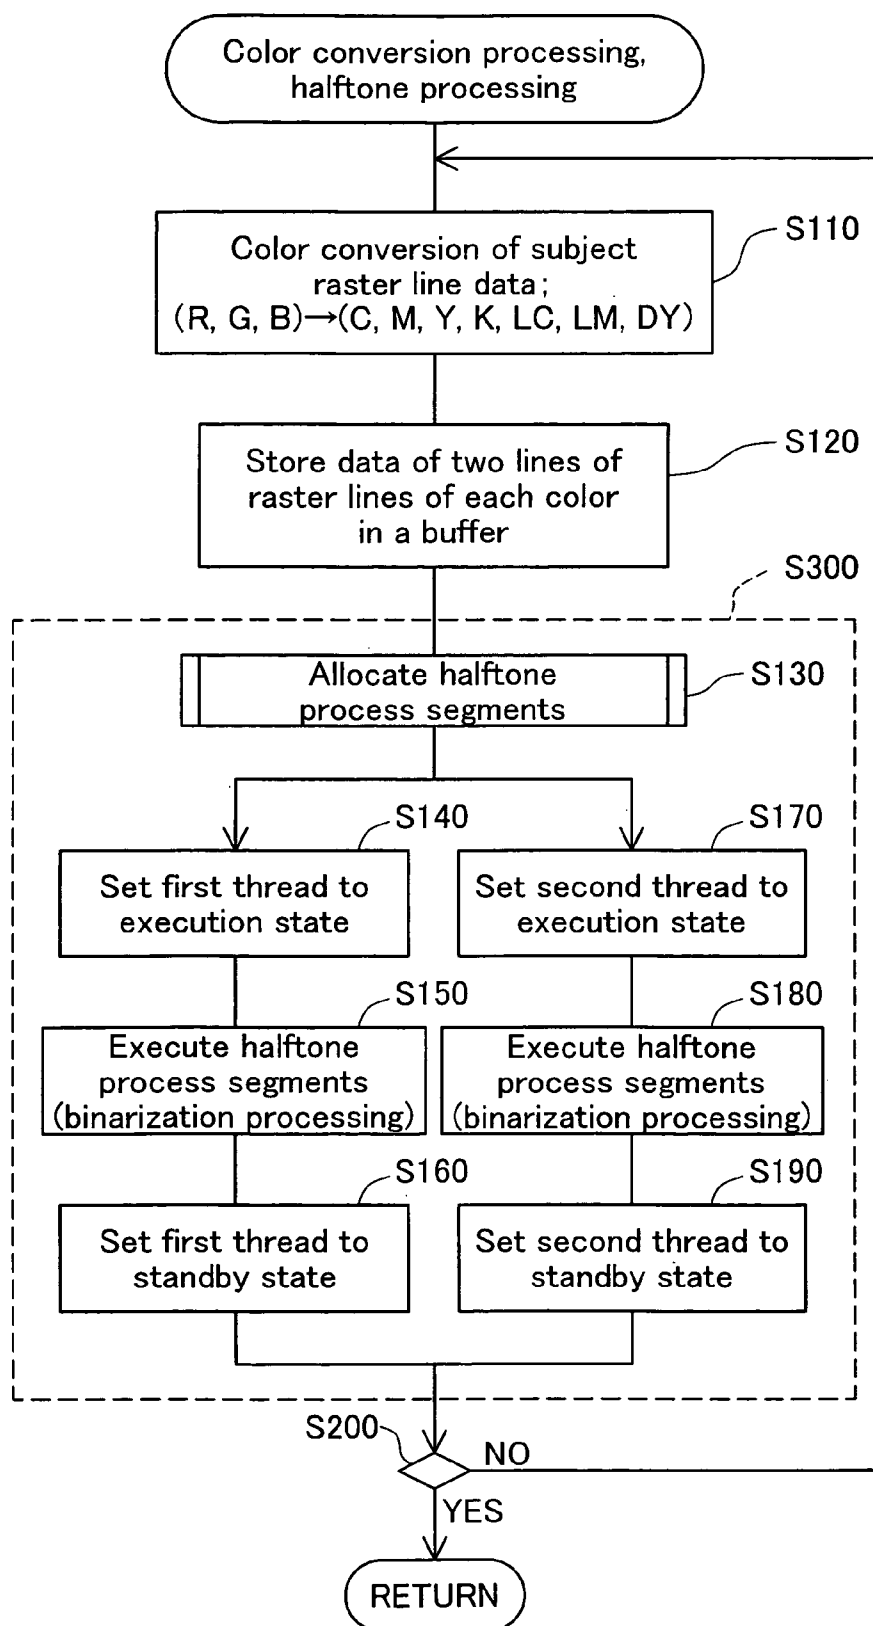 Color conversion processing,
halftone processing
S110
Color conversion of subject
raster line data;
(R, G, B)→(C, M, Y, K, LC, LM, DY)
S120
Store data of two lines of
raster lines of each color
in a buffer
S300
Allocate halftone
process segments
S130
S140
Set first thread to
execution state
S170
Set second thread to
execution state
S150
Execute halftone
process segments
(binarization processing)
S180
Execute halftone
process segments
(binarization processing)
S160
Set first thread to
standby state
S190
Set second thread to
standby state
S200
NO
YES
RETURN